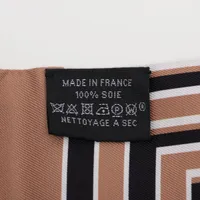 MADE IN FRANCE
100% SOIE
NETTOYAGE A SEC